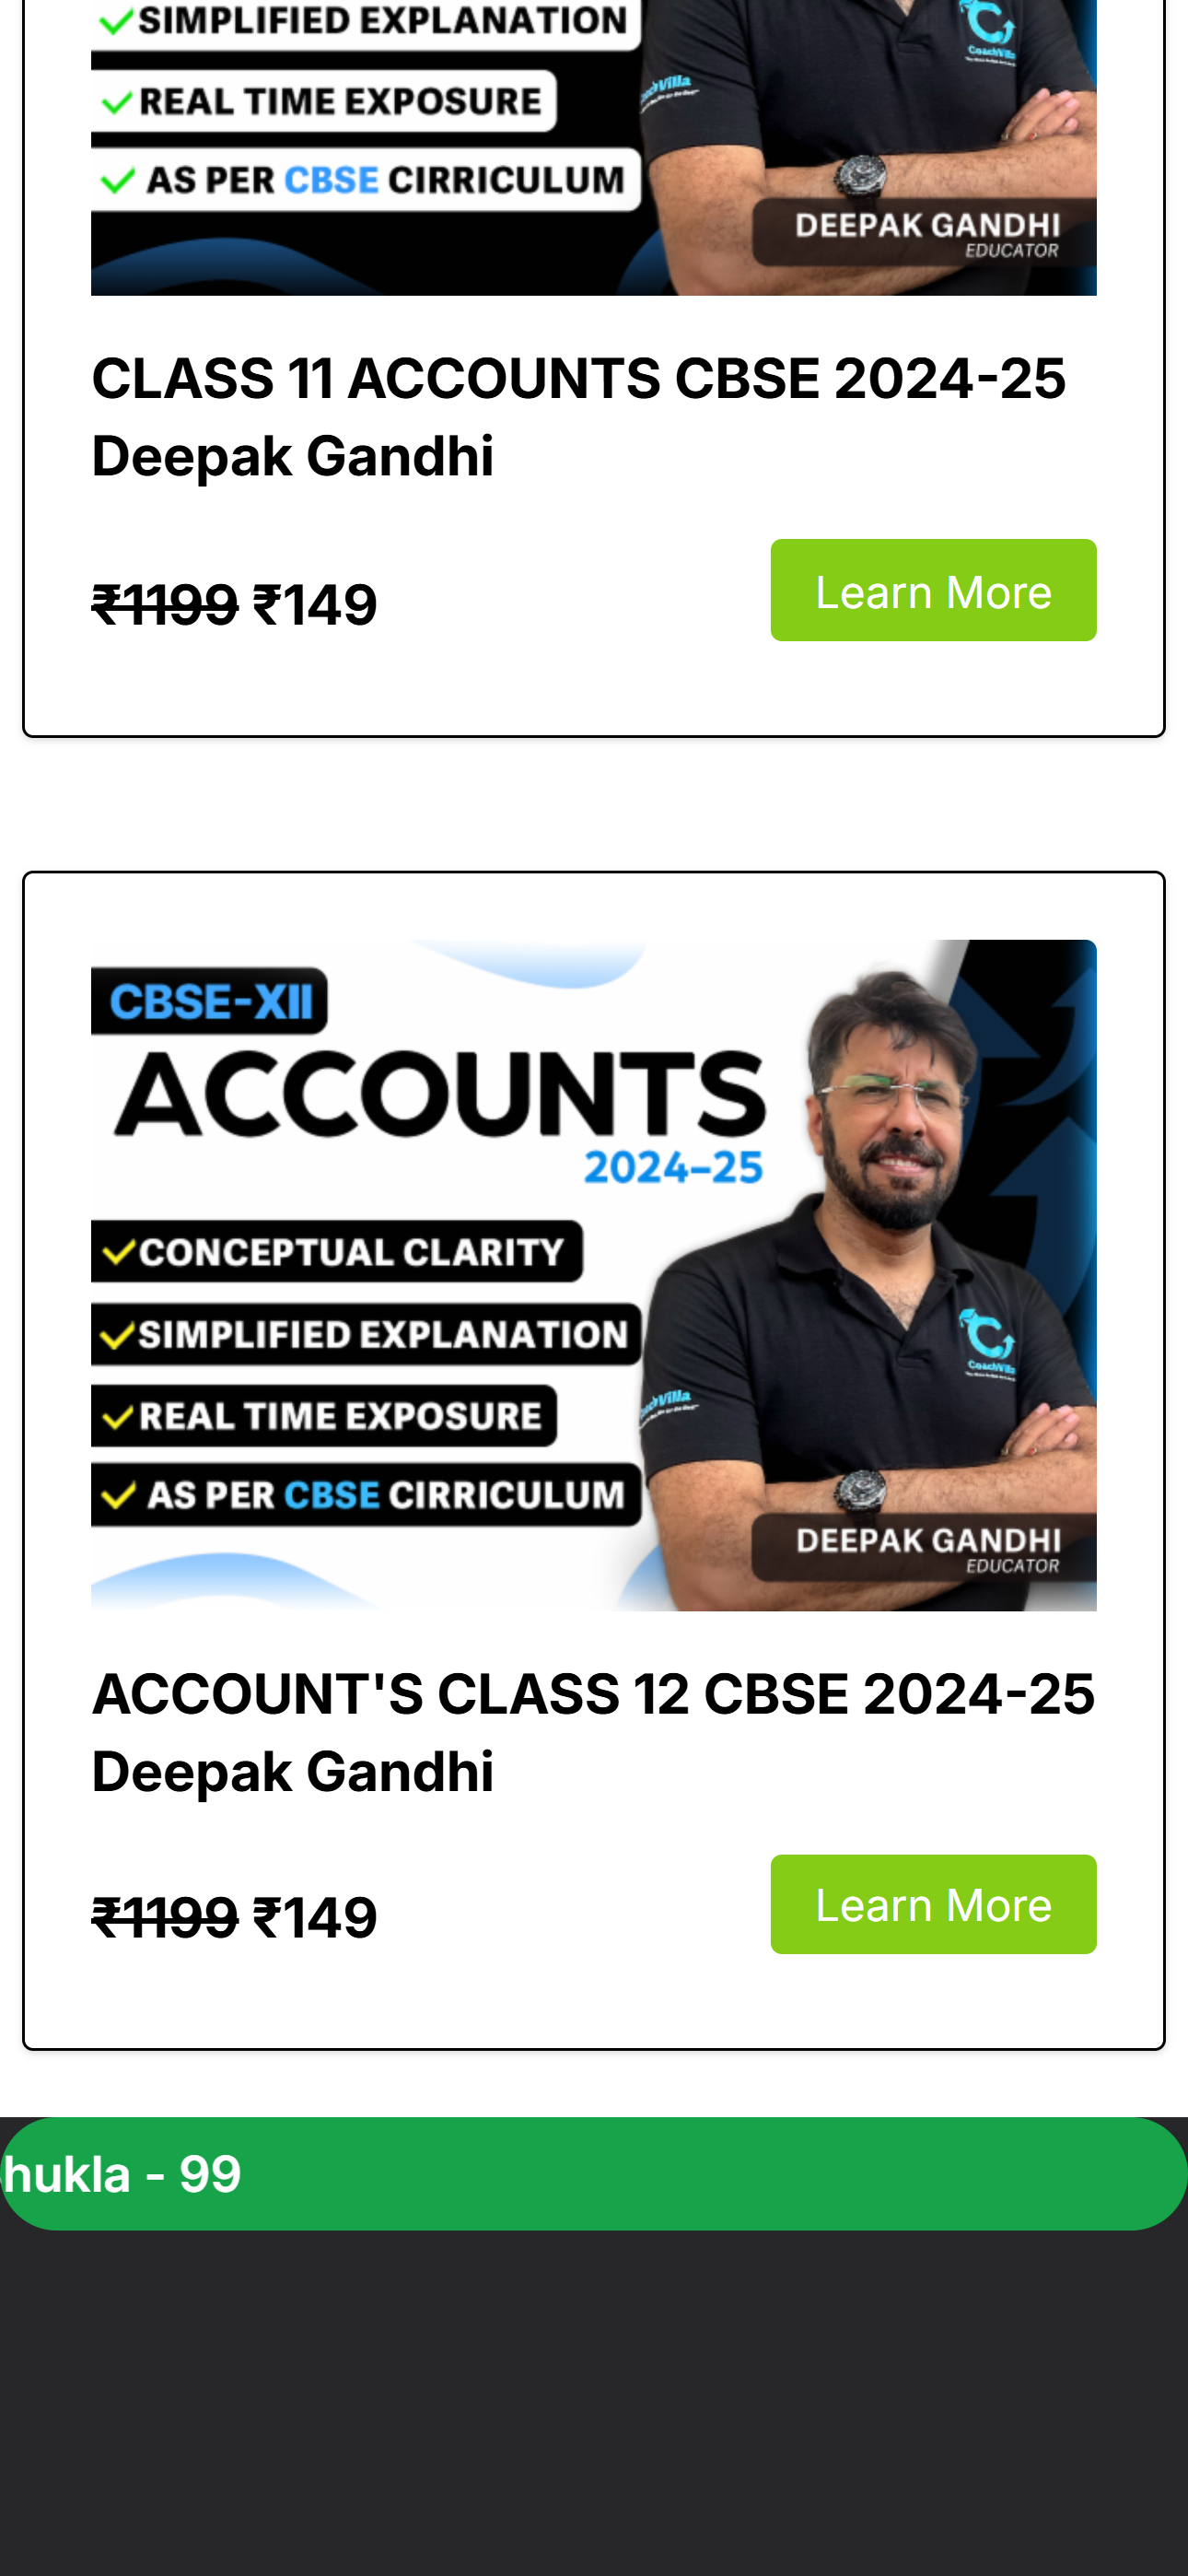 SIMPLIFIED EXPLANATION
REAL TIME EXPOSURE
AS PER CBSE CIRRICULUM
CoachVilla
DEEPAK GANDHI
EDUCATOR
CLASS 11 ACCOUNTS CBSE 2024-25
Deepak Gandhi
₹1199 ₹149
Learn More
CBSE-XII
ACCOUNTS
2024-25
CONCEPTUAL CLARITY
SIMPLIFIED EXPLANATION
REAL TIME EXPOSURE
AS PER CBSE CIRRICULUM
CoachVilla
DEEPAK GANDHI
EDUCATOR
ACCOUNT'S CLASS 12 CBSE 2024-25
Deepak Gandhi
₹1199 ₹149
Learn More
hukla - 99